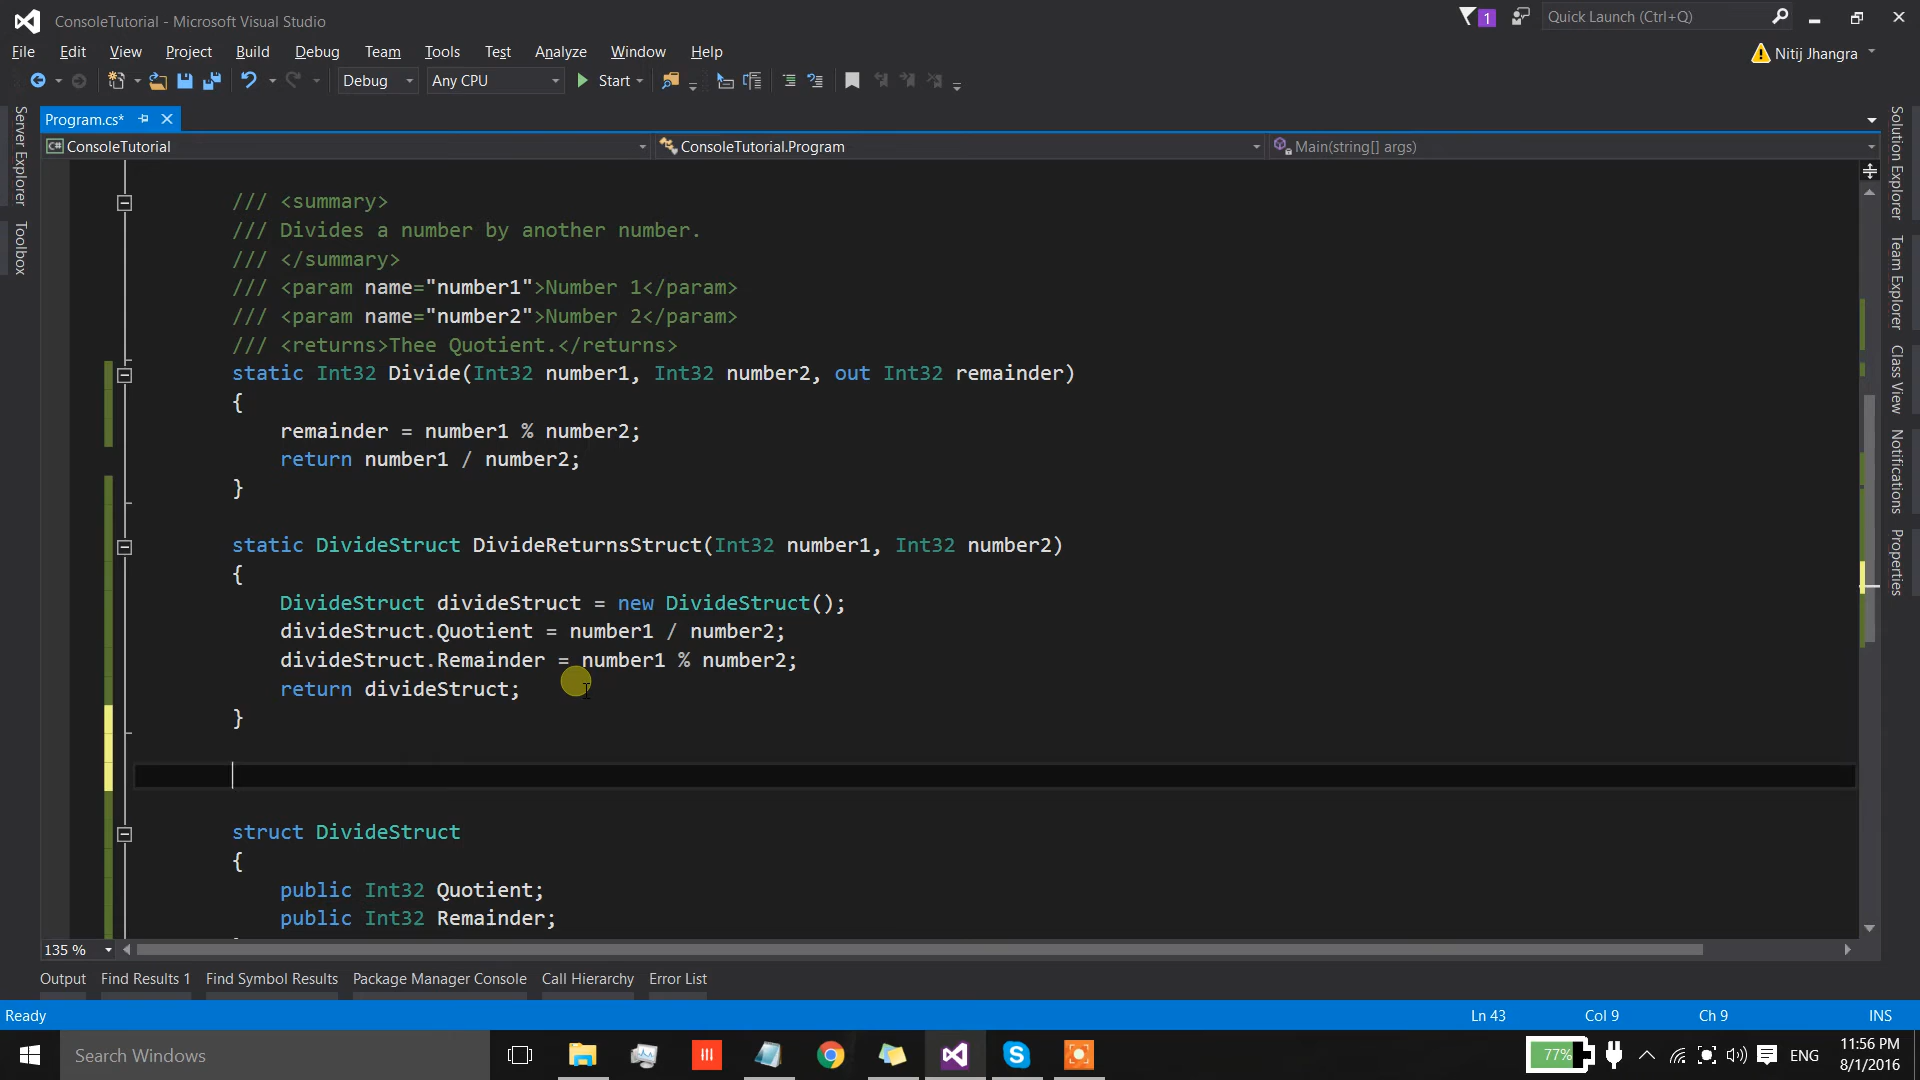 ConsoleTutorial - Microsoft Visual Studio
1
Quick Launch (Ctrl+Q)
File Edit View Project Build Debug Team Tools Test Analyze Window Help
Nitij Jhangra
Debug Any CPU Start
Server Explorer
Toolbox
Program.cs*
ConsoleTutorial ConsoleTutorial.Program Main(string[] args)
/// <summary>
/// Divides a number by another number.
/// </summary>
/// <param name="number1">Number 1</param>
/// <param name="number2">Number 2</param>
/// <returns>Thee Quotient.</returns>
static Int32 Divide(Int32 number1, Int32 number2, out Int32 remainder)
{
remainder = number1 % number2;
return number1 / number2;
}
static DivideStruct DivideReturnsStruct(Int32 number1, Int32 number2)
{
DivideStruct divideStruct = new DivideStruct();
divideStruct.Quotient = number1 / number2;
divideStruct.Remainder = number1 % number2;
return divideStruct;
}
struct DivideStruct
{
public Int32 Quotient;
public Int32 Remainder;
Solution Explorer
Team Explorer
Class View
Notifications
Properties
135 %
Output Find Results 1 Find Symbol Results Package Manager Console Call Hierarchy Error List
Ready Ln 43 Col 9 Ch 9 INS
Search Windows
77%
ENG
11:56 PM
8/1/2016